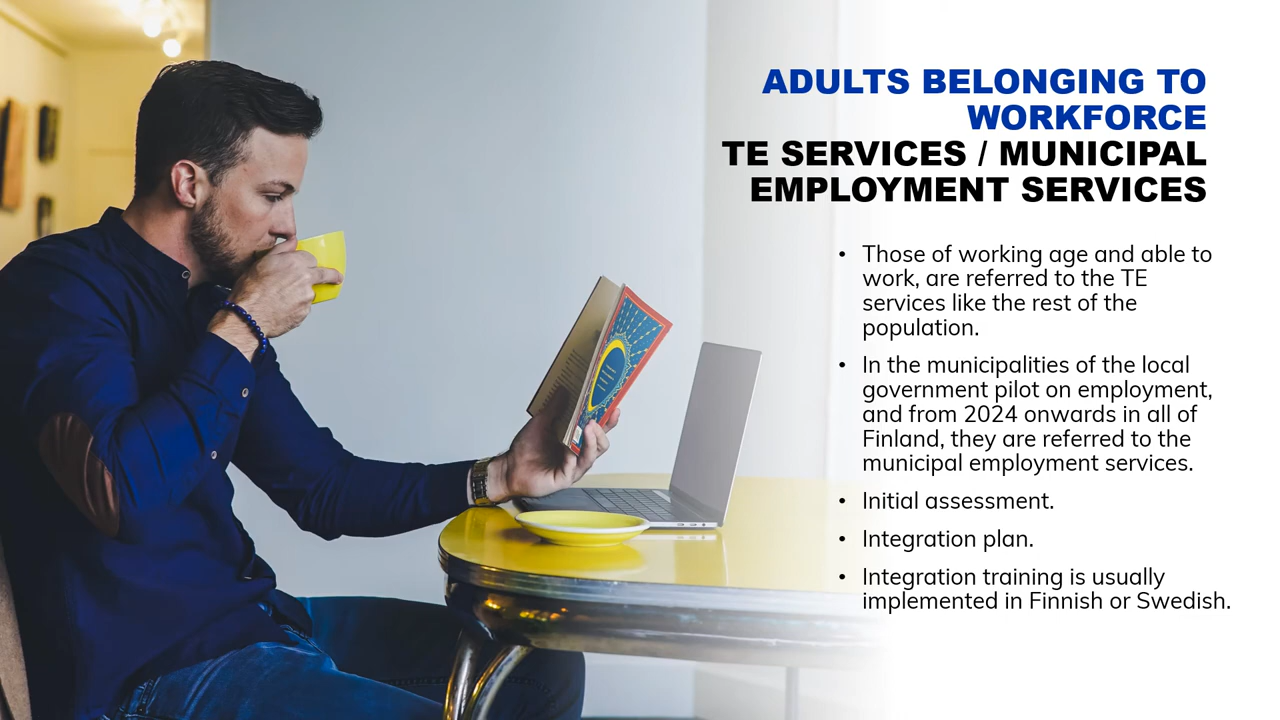 ADULTS BELONGING TO
WORKFORCE
TE SERVICES / MUNICIPAL
EMPLOYMENT SERVICES
• Those of working age and able to
work, are referred to the TE
services like the rest of the
population.
• In the municipalities of the local
government pilot on employment,
and from 2024 onwards in all of
Finland, they are referred to the
municipal employment services.
• Initial assessment.
• Integration plan.
• Integration training is usually
implemented in Finnish or Swedish.